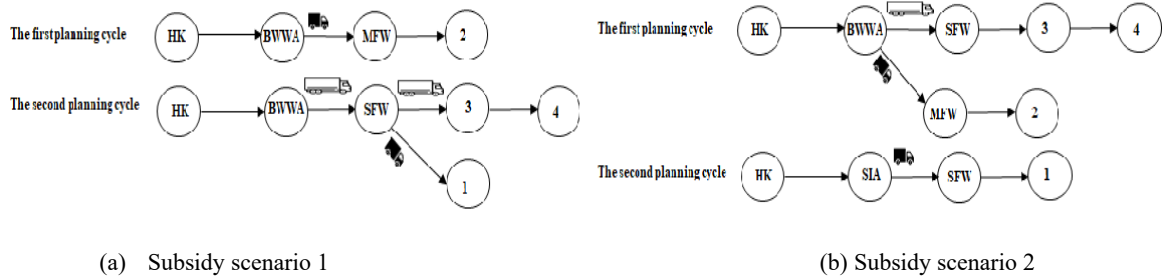 The first planning cycle
HK
BWWA
MFW
2
The second planning cycle
HK
BWWA
SFW
3
4
1
(a) Subsidy scenario 1
The first planning cycle
HK
BWWA
SFW
3
4
MFW
2
The second planning cycle
HK
SIA
SFW
1
(b) Subsidy scenario 2